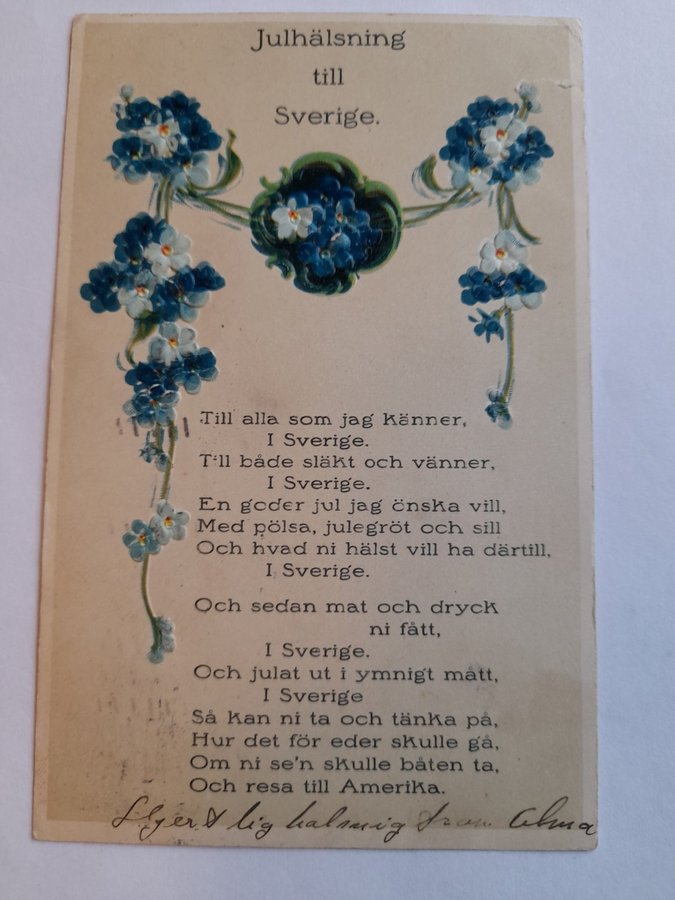 Julhälsning
till
Sverige.
Till alla som jag känner,
I Sverige.
Till både släkt och vänner,
I Sverige.
En goder jul jag önska vill,
Med pölsa, julegröt och sill
Och hvad ni hälst vill ha därtill,
I Sverige.
Och sedan mat och dryck
ni fått,
I Sverige.
Och julat ut i ymnigt mått,
I Sverige
Så kan ni ta och tänka på,
Hur det för eder skulle gå,
Om ni se'n skulle båten ta,
Och resa till Amerika.
lig halsnig från Alma